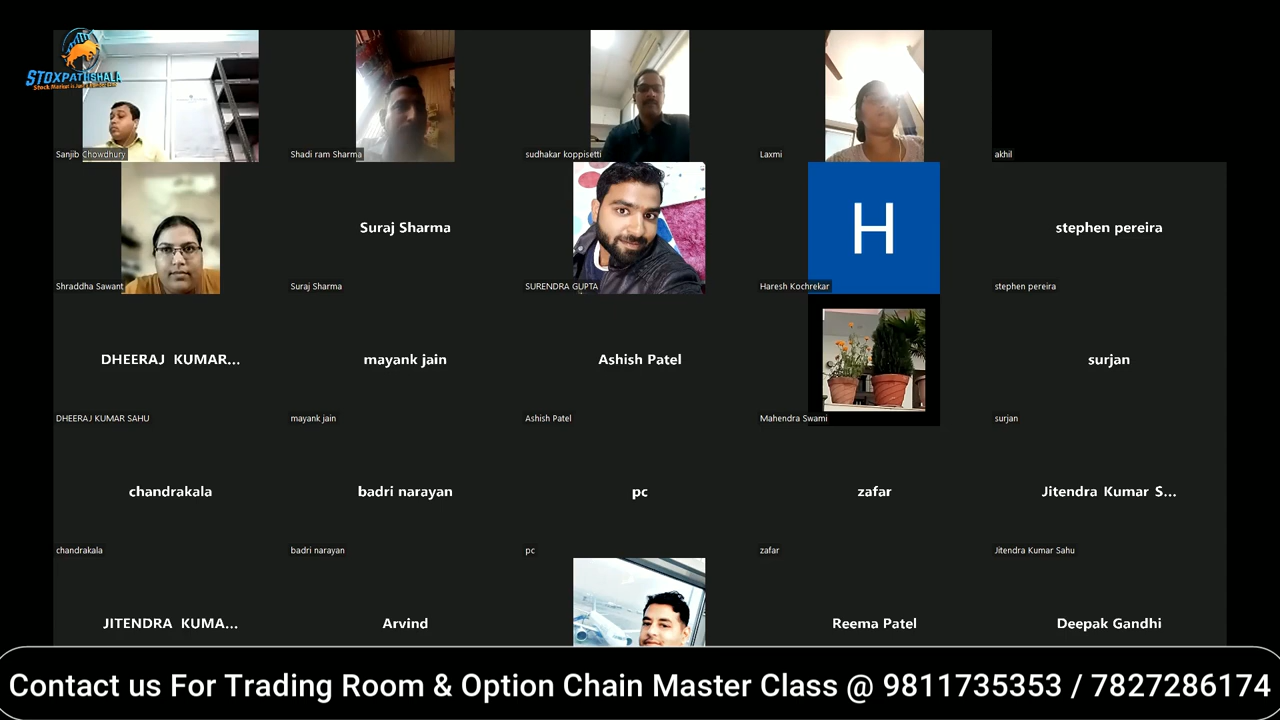 STOXPATHSHALA
Sanjib Chowdhury
Shadi ram Sharma
sudhakar koppisetti
Laxmi
akhil
Suraj Sharma
H
stephen pereira
Shraddha Sawant
Suraj Sharma
SURENDRA GUPTA
Haresh Kochrekar
stephen pereira
DHEERAJ KUMAR...
mayank jain
Ashish Patel
surjan
DHEERAJ KUMAR SAHU
mayank jain
Ashish Patel
Mahendra Swami
surjan
chandrakala
badri narayan
pc
zafar
Jitendra Kumar S...
chandrakala
badri narayan
pc
zafar
Jitendra Kumar Sahu
JITENDRA KUMA...
Arvind
Reema Patel
Deepak Gandhi
Contact us For Trading Room & Option Chain Master Class @ 9811735353 / 7827286174